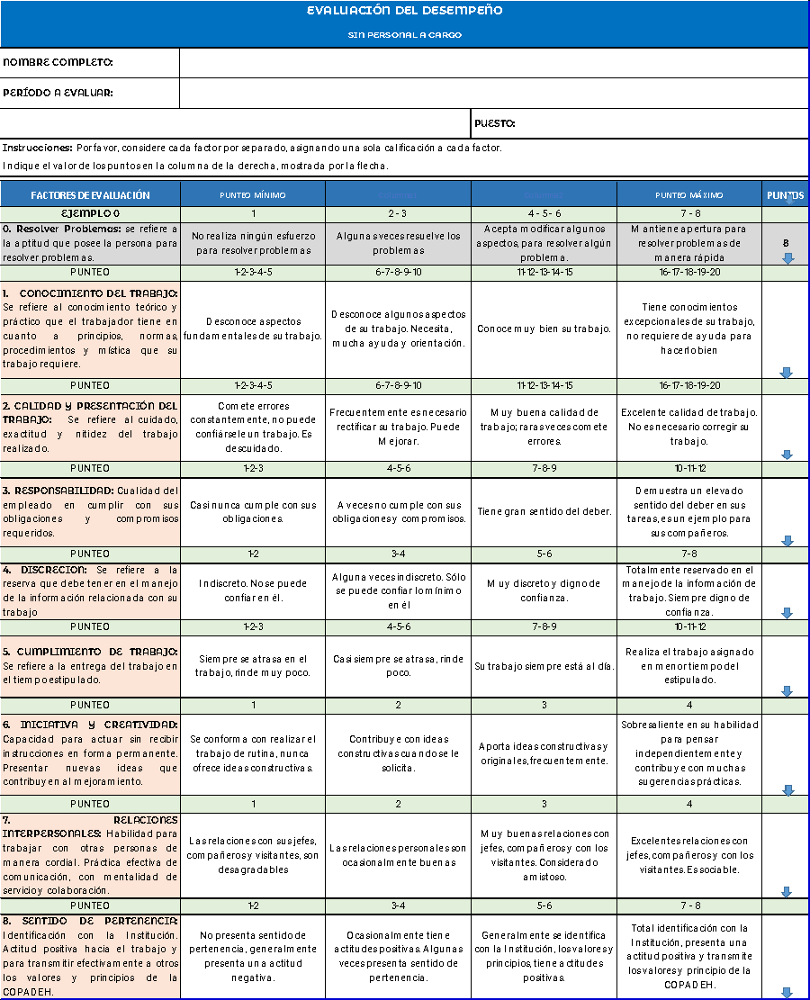 EVALUACIÓN DEL DESEMPEÑO
SIN PERSONAL A CARGO
NOMBRE COMPLETO:
PERÍODO A EVALUAR:
PUESTO:
Instrucciones: Por favor, considere cada factor por separado, asignando una sola calificación a cada factor.
Indique el valor de los puntos en la columna de la derecha, mostrada por la flecha.
FACTORES DE EVALUACIÓN
PUNTEO MÍNIMO
PUNTEO MÁXIMO
PUNTOS
EJEMPLO 0
1
2 - 3
4 - 5 - 6
7 - 8
0. Resolver Problemas: se refiere a
la aptitud que posee la persona para
resolver problemas.
No realiza ningún esfuerzo
para resolver problemas
Alguna sveces resuelve los
problemas
Acepta modificar algunos
aspectos, para resolver algún
problema.
Mantiene apertura para
resolver problemas de
manera rápida
8
PUNTEO
1-2-3-4-5
6-7-8-9-10
11-12-13-14-15
16-17-18-19-20
1. CONOCIMIENTO DEL TRABAJO:
Se refiere al conocimiento teórico y
práctico que el trabajador tiene en
cuanto a principios, normas,
procedimientos y mística que su
trabajo requiere.
Desconoce aspectos
fundamentales de su trabajo.
Desconoce algunos aspectos
de su trabajo. Necesita,
mucha ayuda y orientación.
Conoce muy bien su trabajo.
Tiene conocimientos
excepcionales de su trabajo,
no requiere de ayuda para
hacerlo bien
PUNTEO
1-2-3-4-5
6-7-8-9-10
11-12-13-14-15
16-17-18-19-20
2. CALIDAD Y PRESENTACIÓN DEL
TRABAJO: Se refiere al cuidado,
exactitud y nitidez del trabajo
realizado.
Comete errores
constantemente, no puede
confiársele un trabajo. Es
descuidado.
Frecuentemente es necesario
rectificar su trabajo. Puede
Mejorar.
Muy buena calidad de
trabajo; rara sveces comete
errores.
Excelente calidad de trabajo.
No es necesario corregir su
trabajo.
PUNTEO
1-2-3
4-5-6
7-8-9
10-11-12
3. RESPONSABILIDAD: Cualidad del
empleado en cumplir con sus
obligaciones y compromisos
requeridos.
Casi nunca cumple con sus
obligaciones.
A veces no cumple con sus
obligaciones y compromisos.
Tiene gran sentido del deber.
Demuestra un elevado
sentido del deber en sus
tareas, es un ejemplo para
sus compañeros.
PUNTEO
1-2
3-4
5-6
7-8
4. DISCRECION: Se refiere a la
reserva que debe tener en el manejo
de la información relacionada con su
trabajo
Indiscreto. No se puede
confiar en él.
Alguna veces indiscreto. Sólo
se puede confiar lo mínimo
en él
Muy discreto y digno de
confianza.
Totalmente reservado en el
manejo de la información de
trabajo. Siempre digno de
confianza.
PUNTEO
1-2-3
4-5-6
7-8-9
10-11-12
5. CUMPLIMIENTO DE TRABAJO:
Se refiere a la entrega del trabajo en
el tiempo estipulado.
Siempre se atrasa en el
trabajo, rinde muy poco.
Casi siempre se atrasa, rinde
poco.
Su trabajo siempre está al día.
Realiza el trabajo asignado
en menor tiempo del
estipulado.
PUNTEO
1
2
3
4
6. INICIATIVA Y CREATIVIDAD:
Capacidad para actuar sin recibir
instrucciones en forma permanente.
Presentar nuevas ideas que
contribuyen al mejoramiento.
Se conforma con realizar el
trabajo de rutina, nunca
ofrece ideas constructivas.
Contribuye con ideas
constructivas cuando se le
solicita.
Aporta ideas constructivas y
originales, frecuentemente.
Sobresaliente en su habilidad
para pensar
independientemente y
contribuye con muchas
sugerencias prácticas.
PUNTEO
1
2
3
4
7. RELACIONES
INTERPERSONALES: Habilidad para
trabajar con otras personas de
manera cordial. Práctica efectiva de
comunicación, con mentalidad de
servicio y colaboración.
Las relaciones con sus jefes,
compañeros y visitantes, son
desagradables
Las relaciones personales son
ocasionalmente buenas
Muy buenas relaciones con
jefes, compañeros y con los
visitantes. Considerado
amistoso.
Excelentes relaciones con
jefes, compañeros y con los
visitantes. Es sociable.
PUNTEO
1-2
3-4
5-6
7 - 8
8. SENTIDO DE PERTENENCIA:
Identificación con la Institución.
Actitud positiva hacia el trabajo y
para transmitir efectivamente a otros
los valores y principios de la
COPADEH.
No presenta sentido de
pertenencia, generalmente
presenta una actitud
negativa.
Ocasionalmente tiene
actitudes positivas. Algunas
veces presenta sentido de
pertenencia.
Generalmente se identifica
con la Institución, los valores y
principios, tiene actitudes
positivas.
Total identificación con la
Institución, presenta una
actitud positiva y transmite
los valores y principio de la
COPADEH.